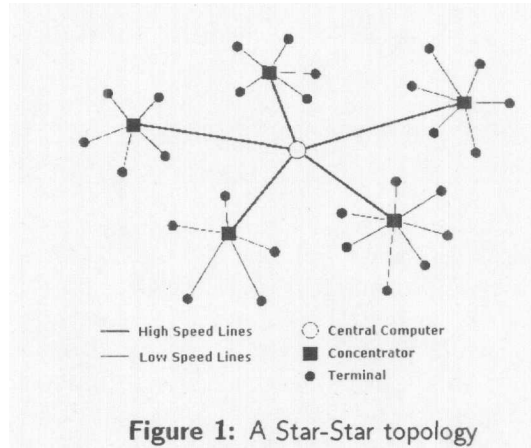 High Speed Lines
Low Speed Lines
Central Computer
Concentrator
Terminal
Figure 1: A Star-Star topology